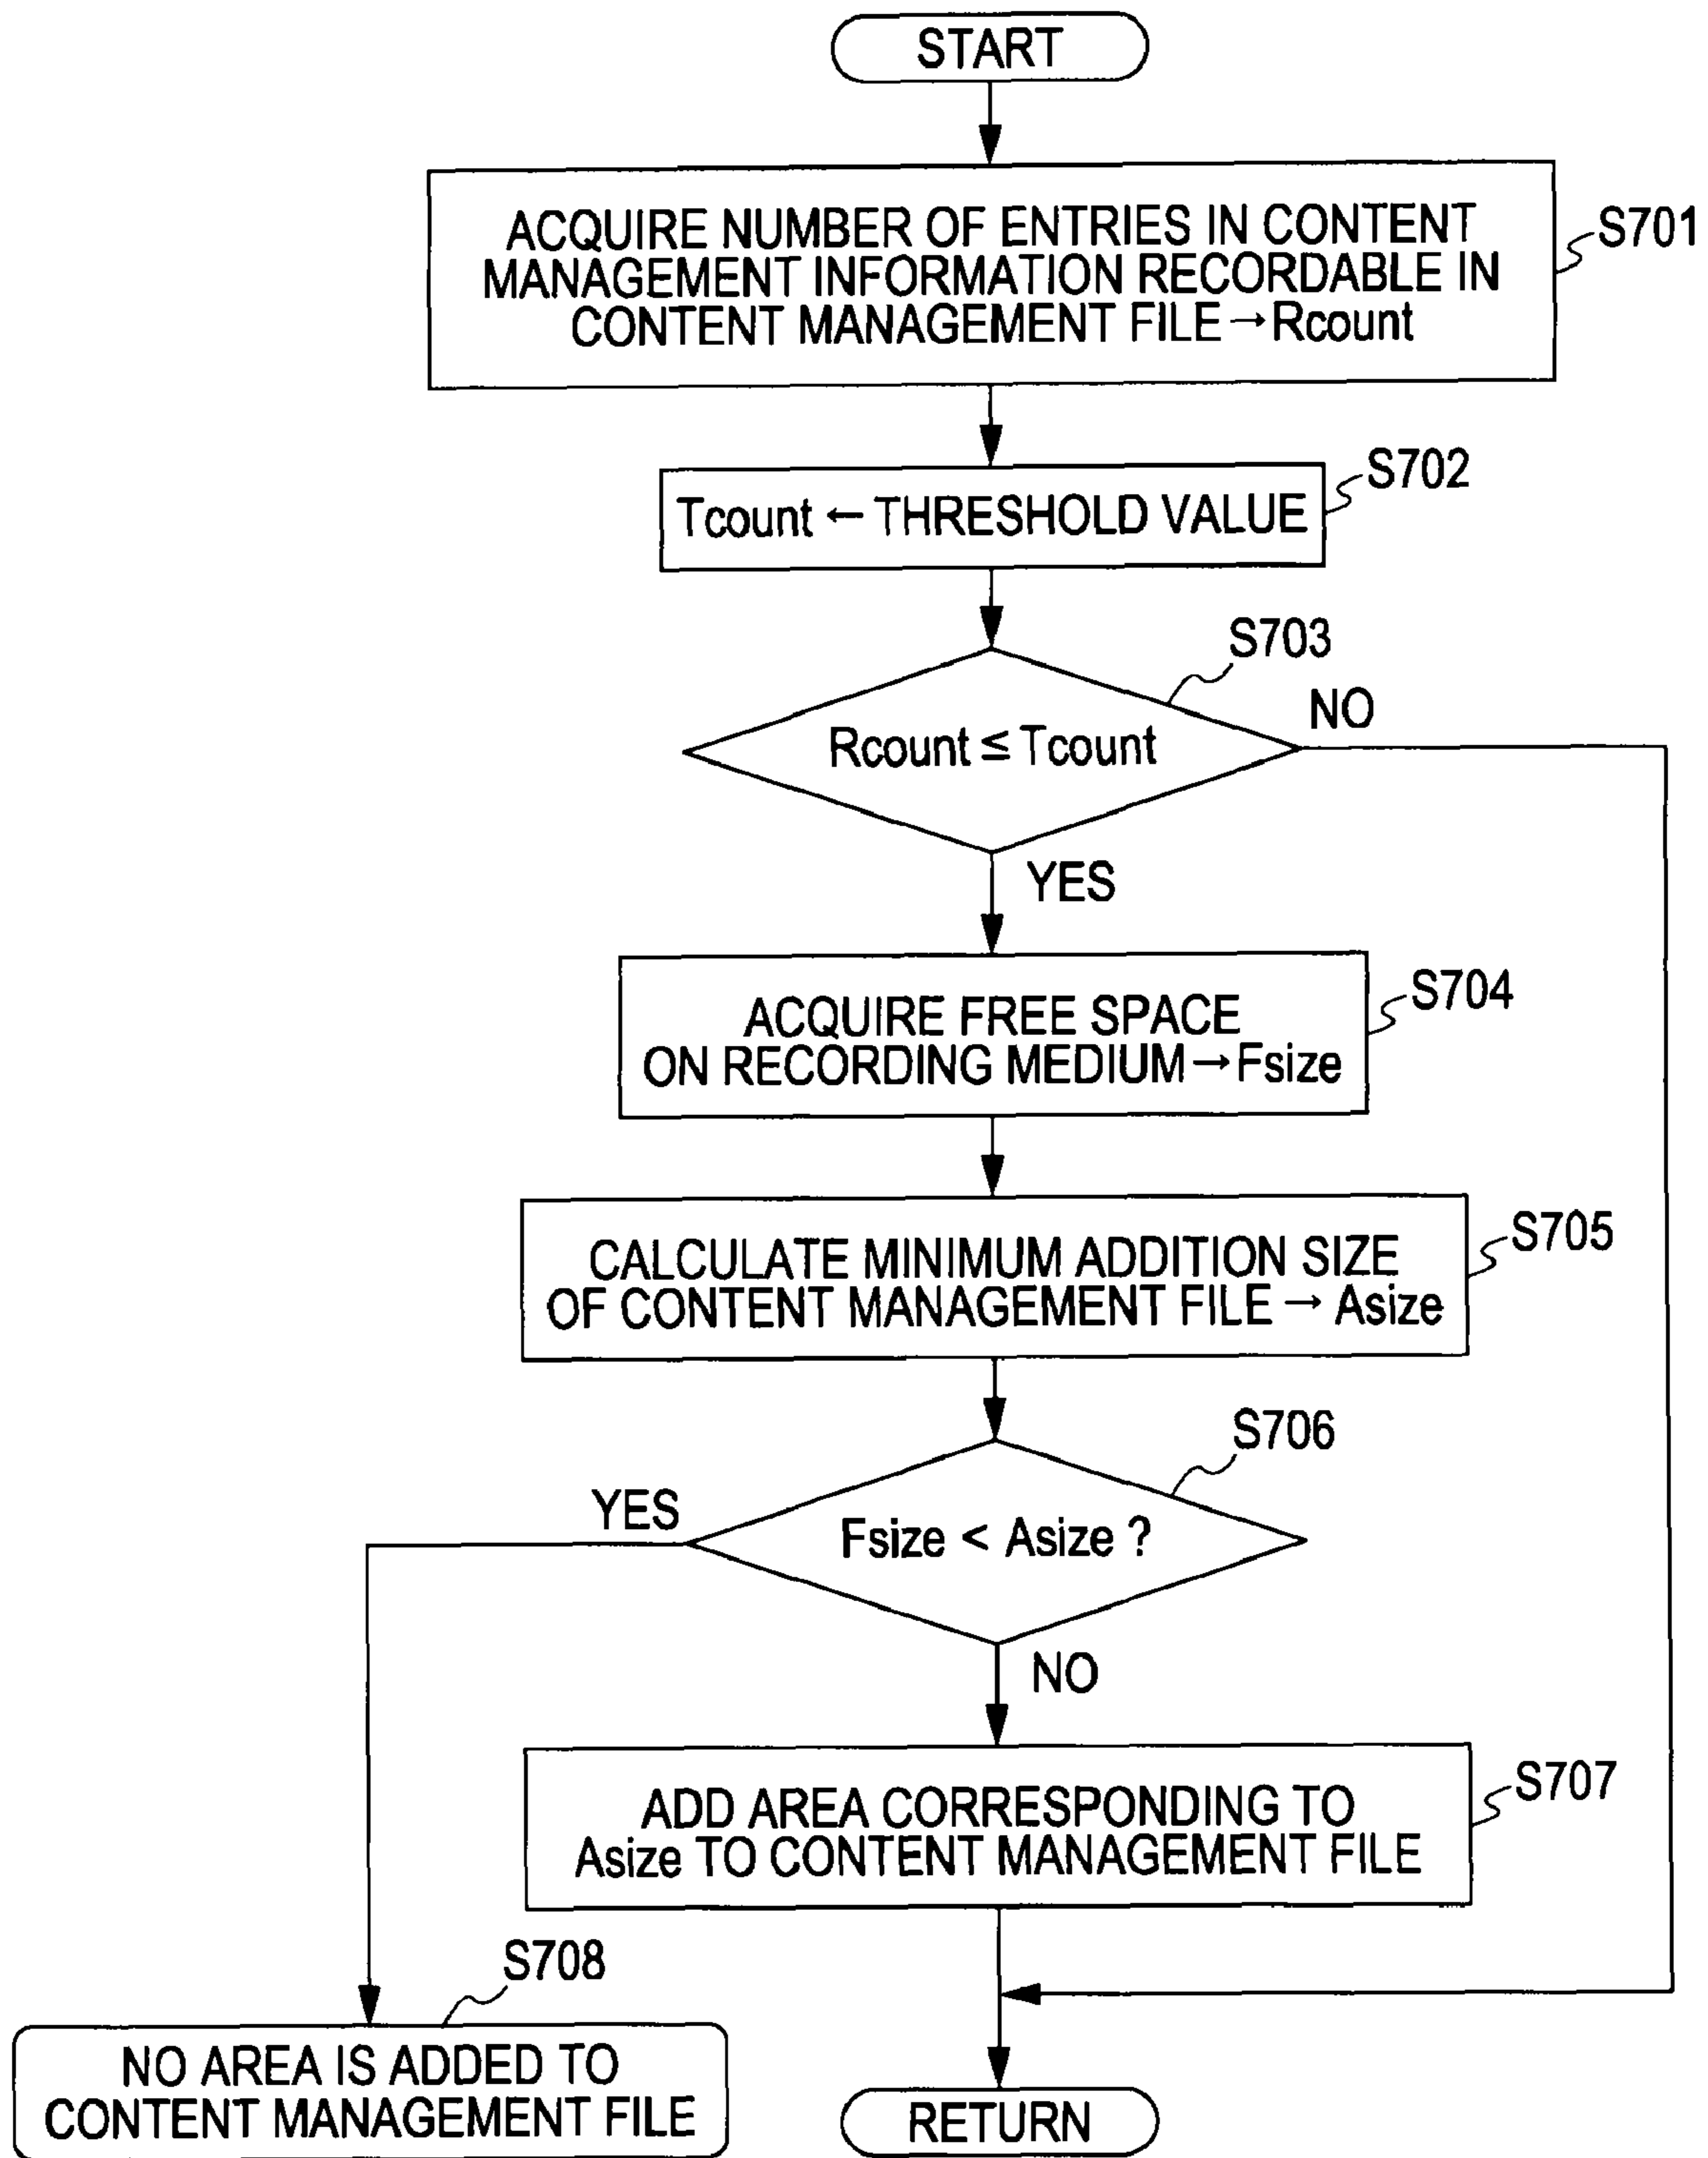 START
ACQUIRE NUMBER OF ENTRIES IN CONTENT
MANAGEMENT INFORMATION RECORDABLE IN
CONTENT MANAGEMENT FILE → Rcount
S701
S702
Tcount ← THRESHOLD VALUE
S703
Rcount ≤ Tcount
NO
YES
S704
ACQUIRE FREE SPACE
ON RECORDING MEDIUM → Fsize
S705
CALCULATE MINIMUM ADDITION SIZE
OF CONTENT MANAGEMENT FILE → Asize
S706
YES
Fsize < Asize ?
NO
S707
ADD AREA CORRESPONDING TO
Asize TO CONTENT MANAGEMENT FILE
S708
NO AREA IS ADDED TO
CONTENT MANAGEMENT FILE
RETURN